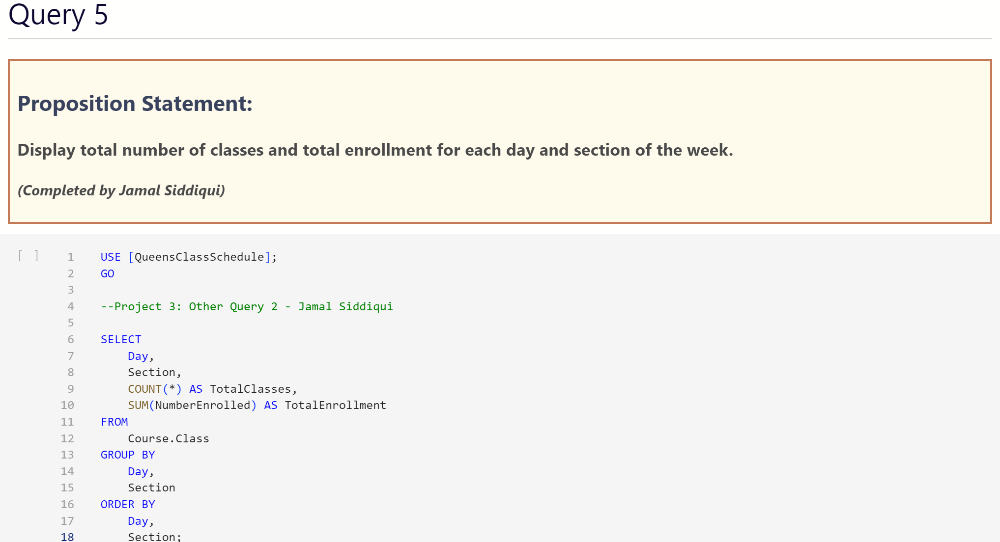 Query 5
Proposition Statement:
Display total number of classes and total enrollment for each day and section of the week.
(Completed by Jamal Siddiqui)
[ ]
1 USE [QueensClassSchedule];
2 GO
3
4 --Project 3: Other Query 2 - Jamal Siddiqui
5
6 SELECT
7     Day,
8     Section,
9     COUNT(*) AS TotalClasses,
10     SUM(NumberEnrolled) AS TotalEnrollment
11 FROM
12     Course.Class
13 GROUP BY
14     Day,
15     Section
16 ORDER BY
17     Day,
18     Section;